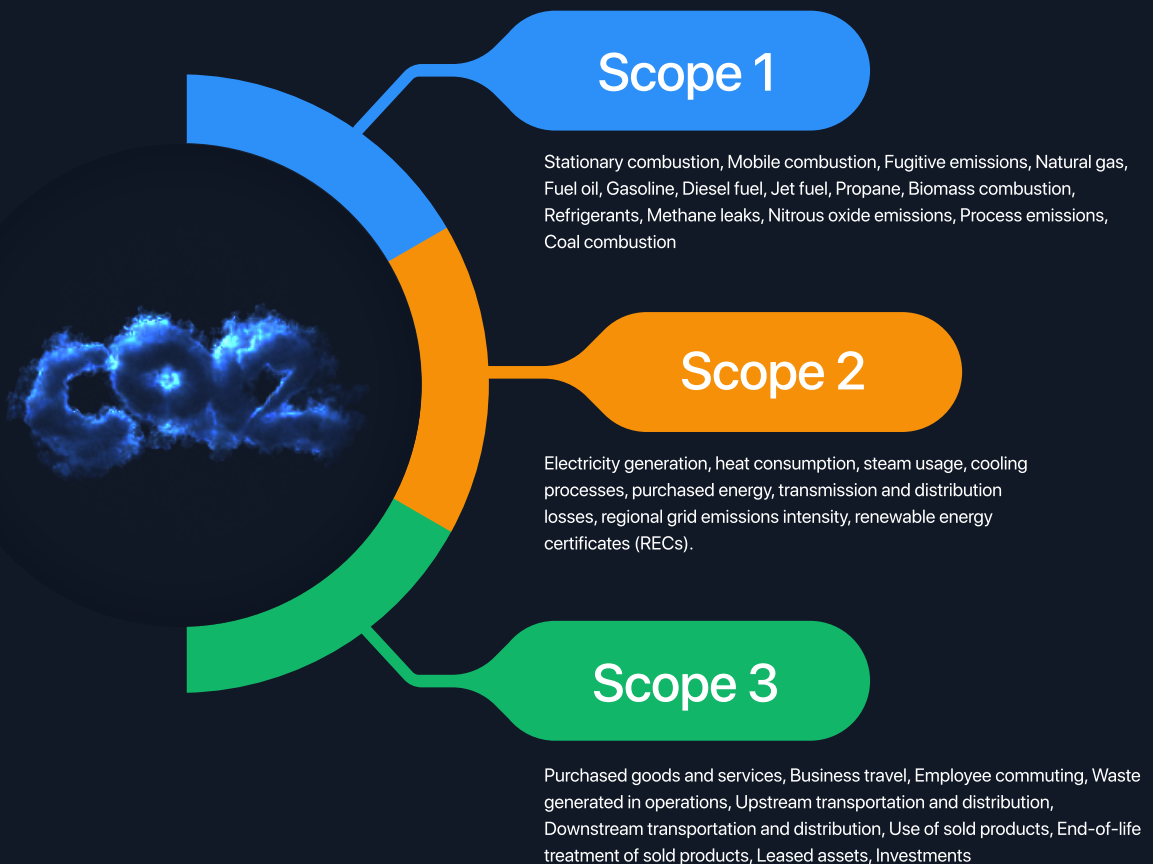 Scope 1
Stationary combustion, Mobile combustion, Fugitive emissions, Natural gas,
Fuel oil, Gasoline, Diesel fuel, Jet fuel, Propane, Biomass combustion,
Refrigerants, Methane leaks, Nitrous oxide emissions, Process emissions,
Coal combustion
CO2
Scope 2
Electricity generation, heat consumption, steam usage, cooling
processes, purchased energy, transmission and distribution
losses, regional grid emissions intensity, renewable energy
certificates (RECs).
Scope 3
Purchased goods and services, Business travel, Employee commuting, Waste
generated in operations, Upstream transportation and distribution,
Downstream transportation and distribution, Use of sold products, End-of-life
treatment of sold products, Leased assets, Investments